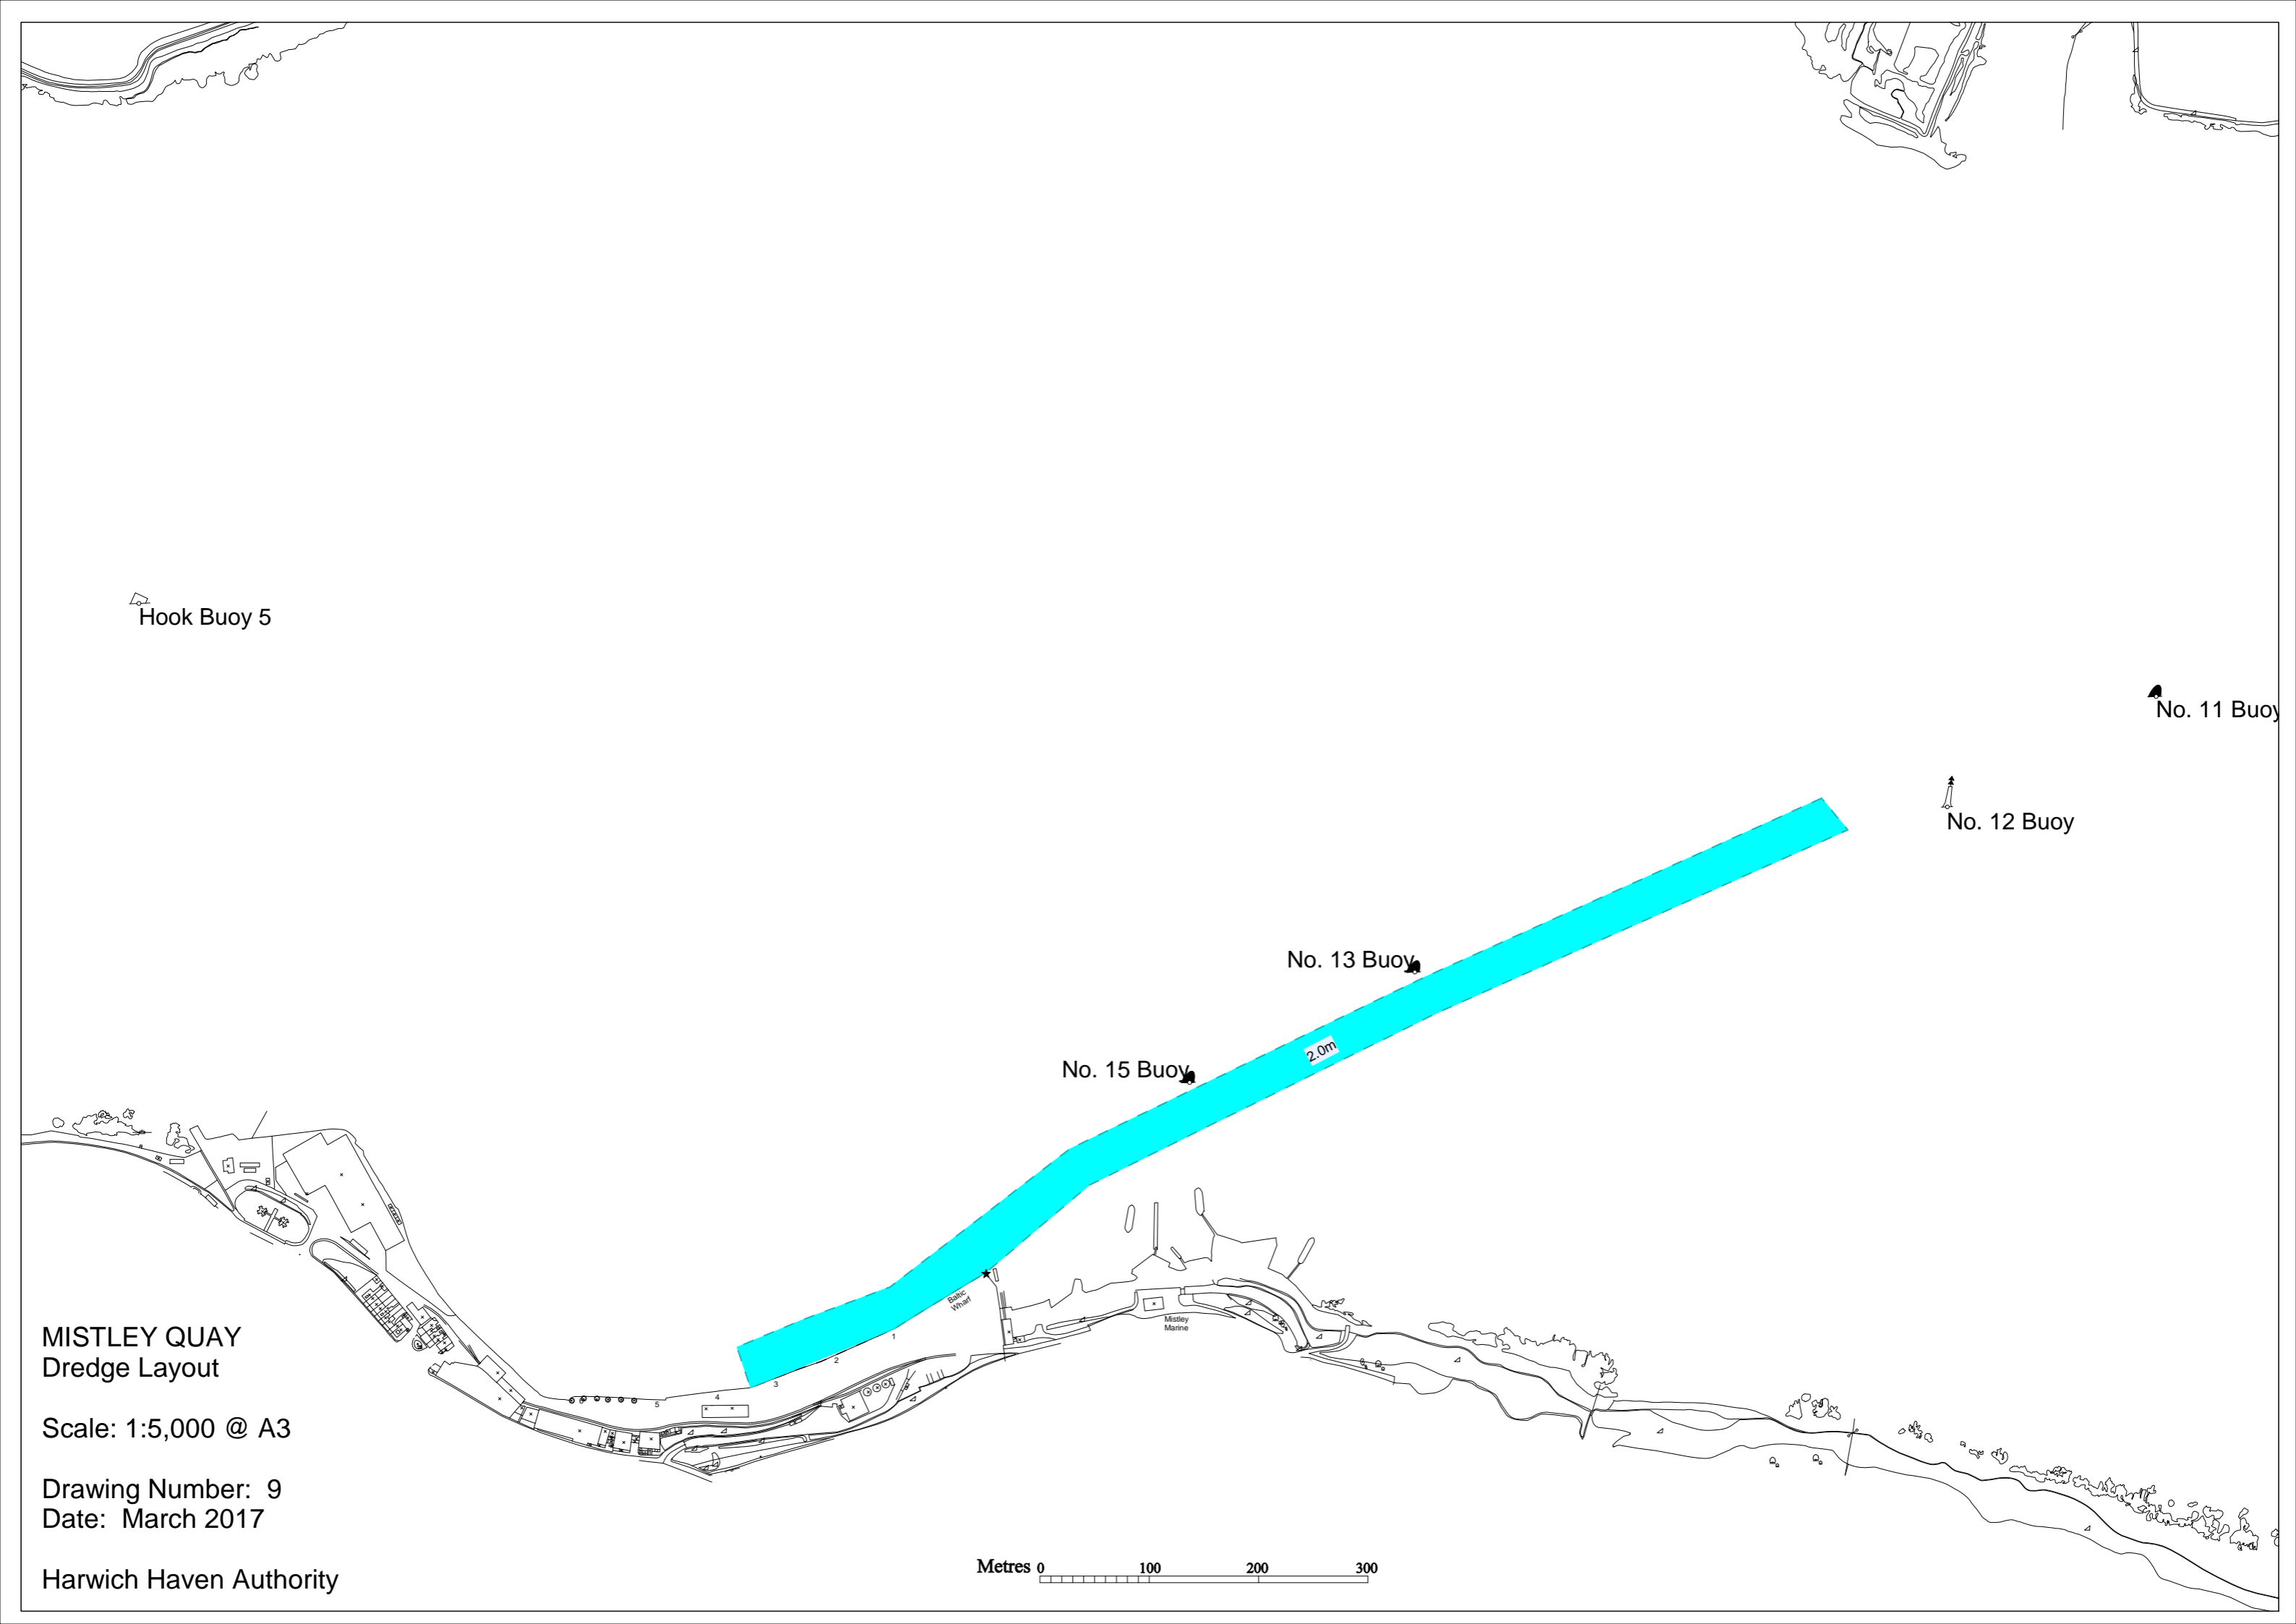 Hook Buoy 5
No. 11 Buoy
No. 12 Buoy
No. 13 Buoy
2.0m
No. 15 Buoy
Baltic
Wharf
Mistley
Marine
1
2
3
4
5
MISTLEY QUAY
Dredge Layout
Scale: 1:5,000 @ A3
Drawing Number: 9
Date: March 2017
Harwich Haven Authority
Metres 0 100 200 300